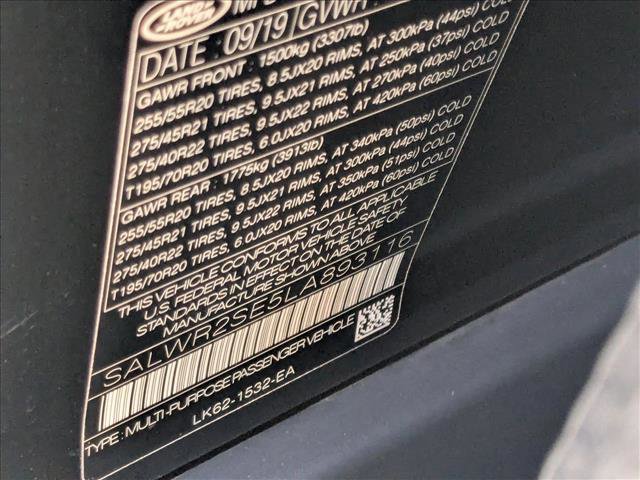 LAND
ROVER
DATE: 09/19 GVWR
GAWR FRONT: 1500kg (3307lb)
255/55R20 TIRES, 8.5JX20 RIMS, AT 300kPa (44psi) COLD
275/45R21 TIRES, 9.5JX21 RIMS, AT 250kPa (37psi) COLD
275/40R22 TIRES, 9.5JX22 RIMS, AT 270kPa (40psi) COLD
T195/70R20 TIRES, 6.0JX20 RIMS, AT 420kPa (60psi) COLD
GAWR REAR: 1775kg (3913lb)
255/55R20 TIRES, 8.5JX20 RIMS, AT 340kPa (50psi) COLD
275/45R21 TIRES, 9.5JX21 RIMS, AT 300kPa (44psi) COLD
275/40R22 TIRES, 9.5JX22 RIMS, AT 350kPa (51psi) COLD
T195/70R20 TIRES, 6.0JX20 RIMS, AT 420kPa (60psi) COLD
THIS VEHICLE CONFORMS TO ALL APPLICABLE
U.S. FEDERAL MOTOR VEHICLE SAFETY
STANDARDS IN EFFECT ON THE DATE OF
MANUFACTURE SHOWN ABOVE
SALWR2SE5LA893116
TYPE: MULTI-PURPOSE PASSENGER VEHICLE
LK62-1532-EA